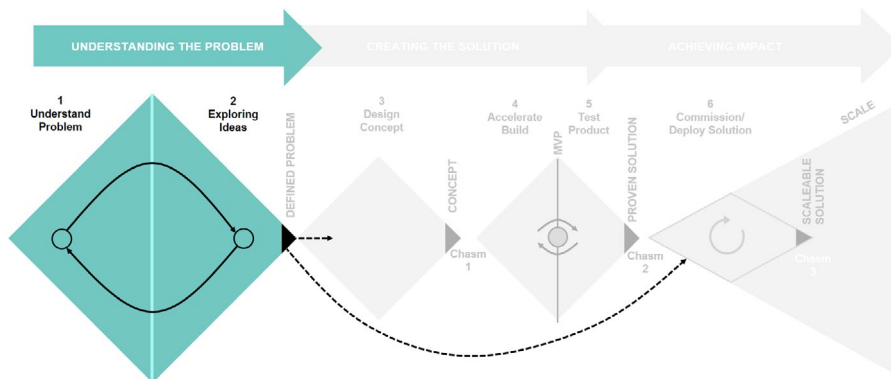 UNDERSTANDING THE PROBLEM
CREATING THE SOLUTION
ACHIEVING IMPACT
1
Understand
Problem
2
Exploring
Ideas
DEFINED PROBLEM
3
Design
Concept
CONCEPT
Chasm
1
4
Accelerate
Build
MVP
5
Test
Product
PROVEN SOLUTION
Chasm
2
6
Commission/
Deploy Solution
SCALEABLE
SOLUTION
Chasm
3
SCALE